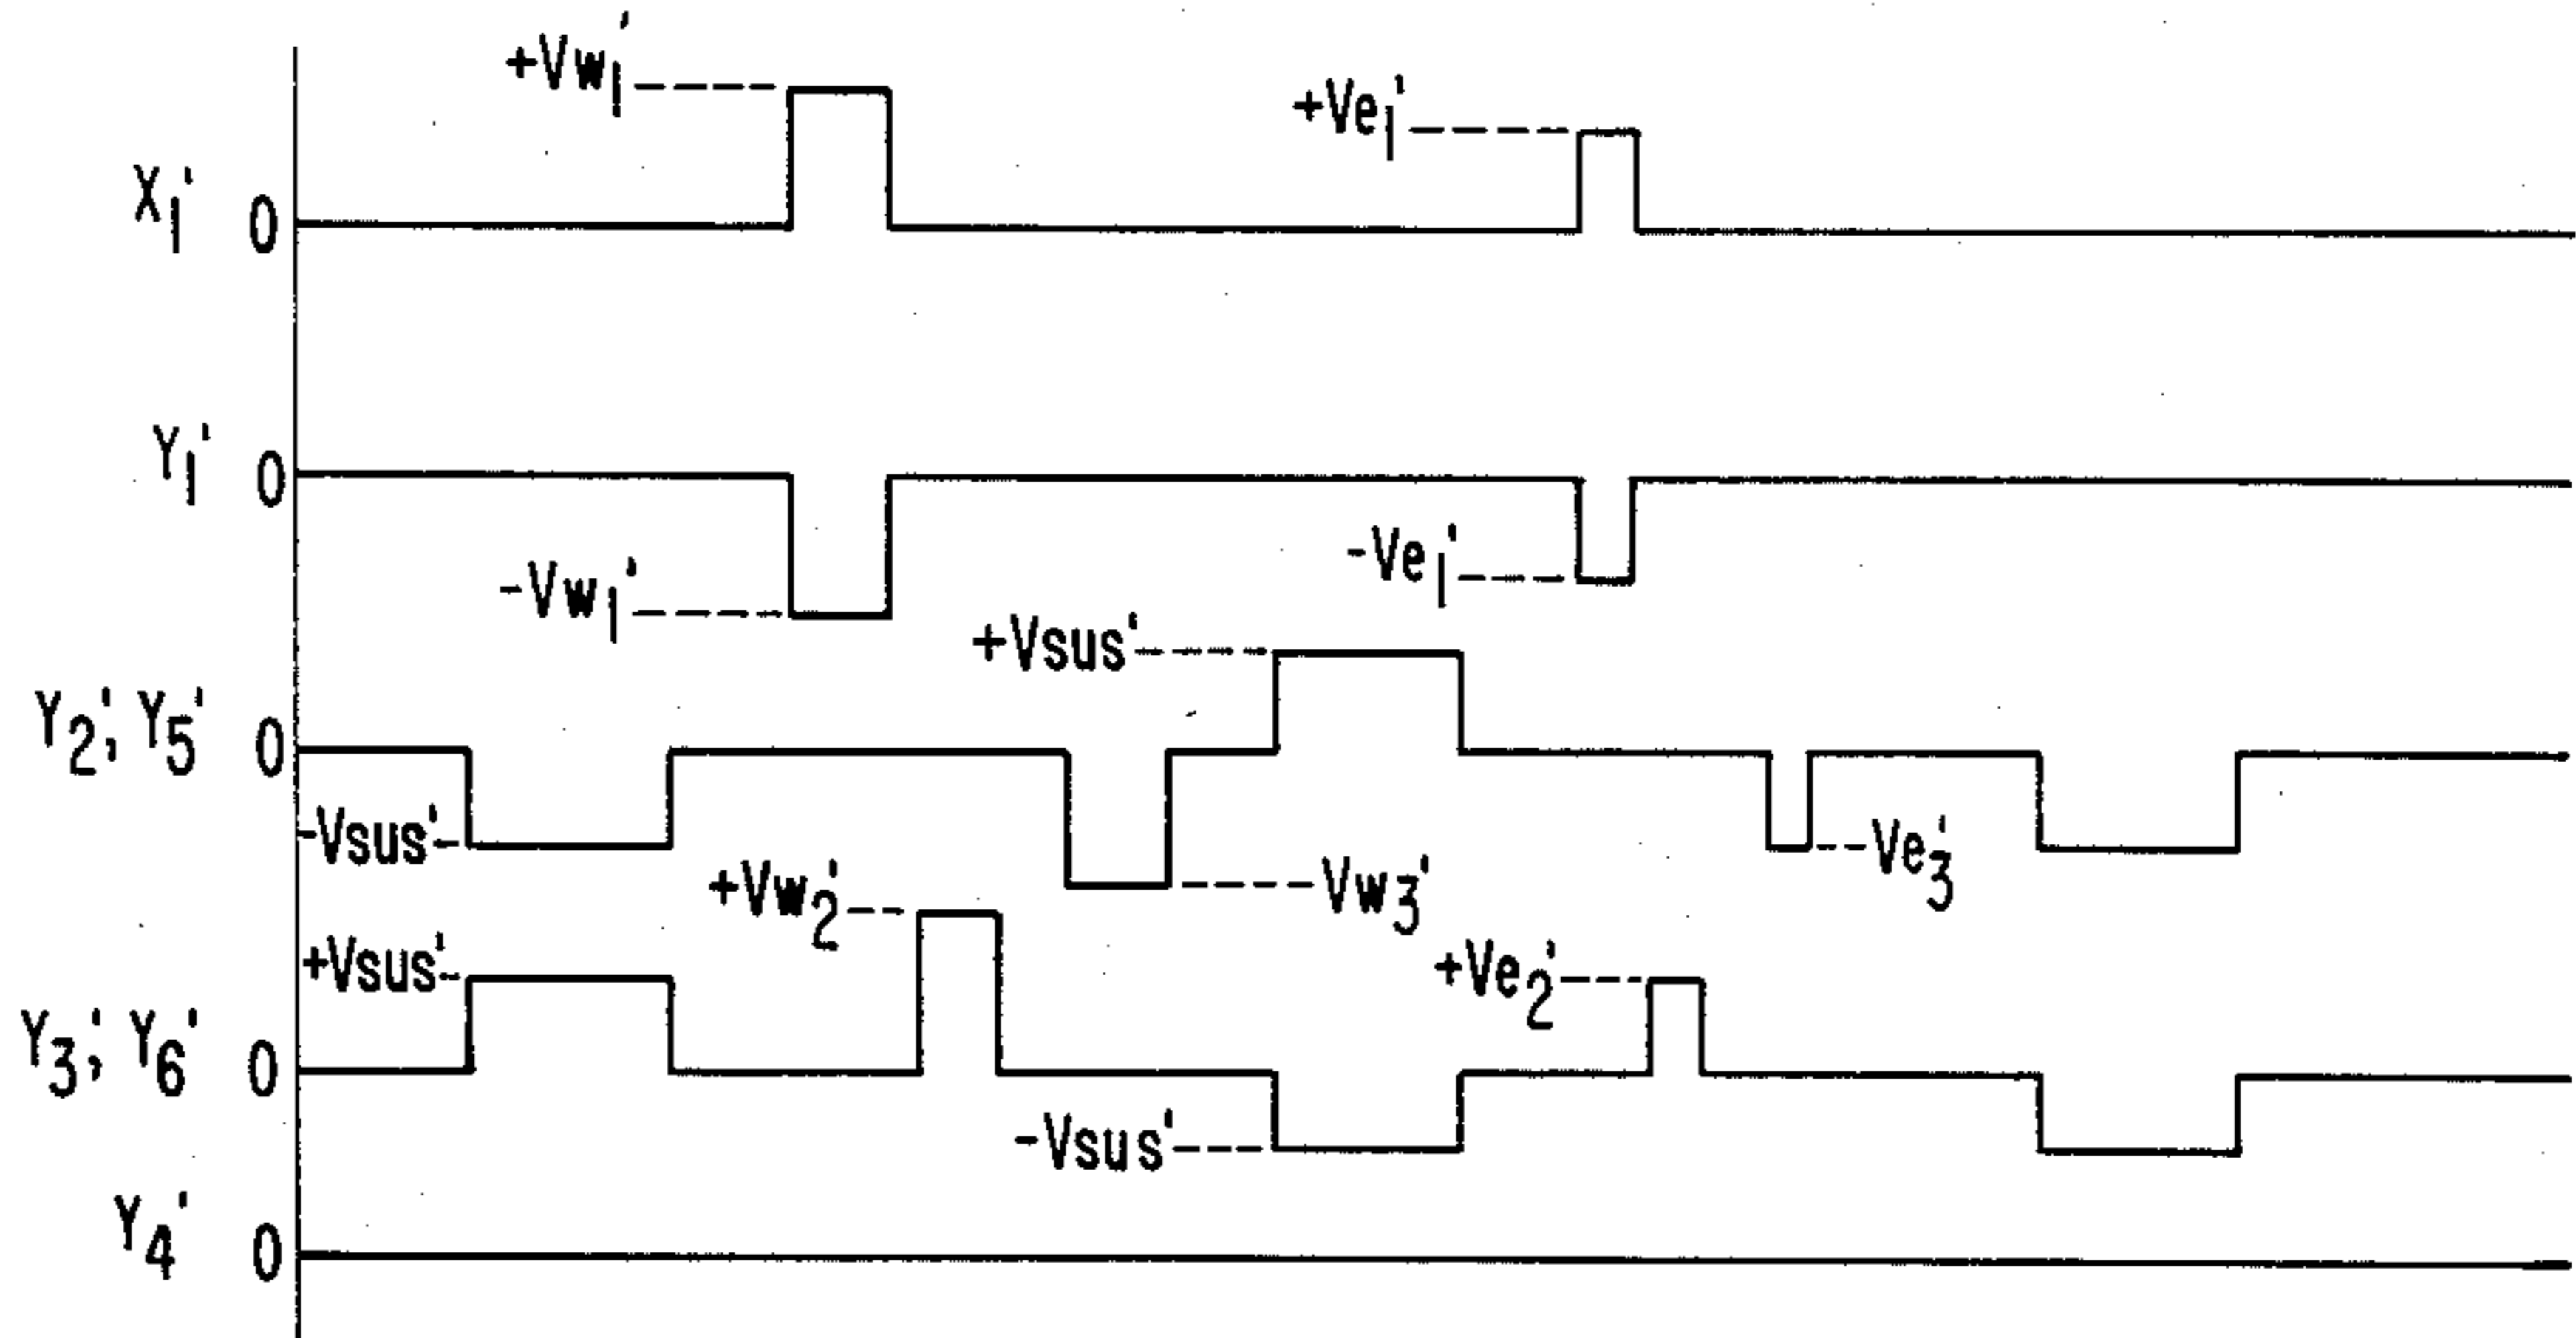 +Vw₁'
+Ve₁'
X₁' 0
Y₁' 0
-Vw₁'
-Ve₁'
+Vsus'
Y₂', Y₅' 0
-Vsus'
Ve₃'
+Vw₂'
Vw₃'
+Vsus'
+Ve₂'
Y₃', Y₆' 0
-Vsus'
Y₄' 0